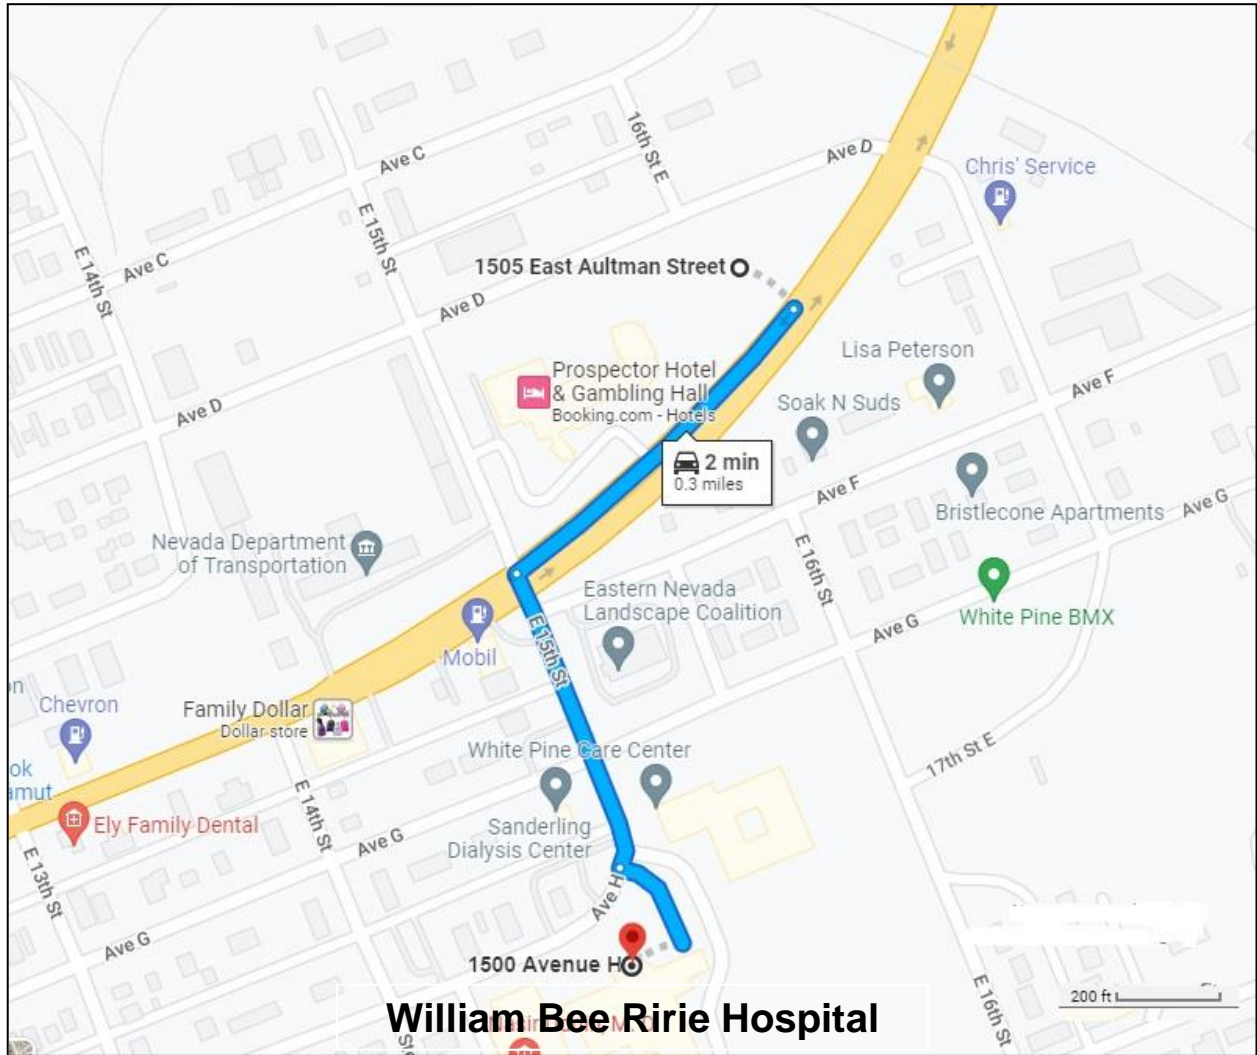 Ave C
16th St E
Ave D
Chris' Service
E 15th St
E 14th St
Ave C
1505 East Aultman Street
Ave D
Lisa Peterson
Prospector Hotel
& Gambling Hall
Booking.com - Hotels
Ave F
Soak N Suds
Ave D
2 min
0.3 miles
Ave F
Bristlecone Apartments
Ave G
Nevada Department
of Transportation
E 16th St
Eastern Nevada
Landscape Coalition
White Pine BMX
Ave G
E 15th St
Mobil
Chevron
Family Dollar
Dollar store
White Pine Care Center
17th St E
E 14th St
Ely Family Dental
Sanderling
Dialysis Center
Ave G
E 13th St
Ave H
Ave G
1500 Avenue H
E 16th St
200 ft
William Bee Ririe Hospital